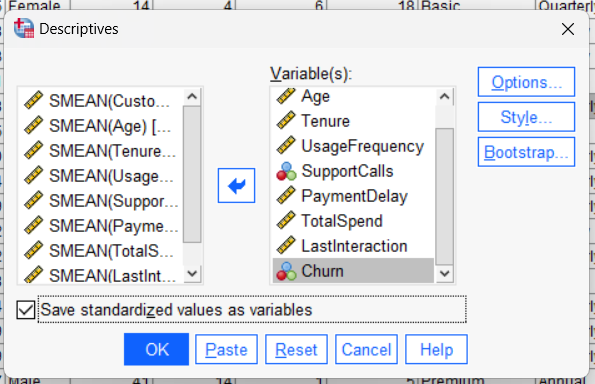 Female 14 4 6 18 Basic Quarterly
Descriptives
Variable(s):
SMEAN(Custo...
SMEAN(Age) [...
SMEAN(Tenure...
SMEAN(Usage...
SMEAN(Suppor...
SMEAN(Payme...
SMEAN(TotalS...
SMEAN(LastInt...
Age
Tenure
UsageFrequency
SupportCalls
PaymentDelay
TotalSpend
LastInteraction
Churn
Options...
Style...
Bootstrap...
Save standardized values as variables
OK Paste Reset Cancel Help
Male 41 14 1 5 Premium Annual